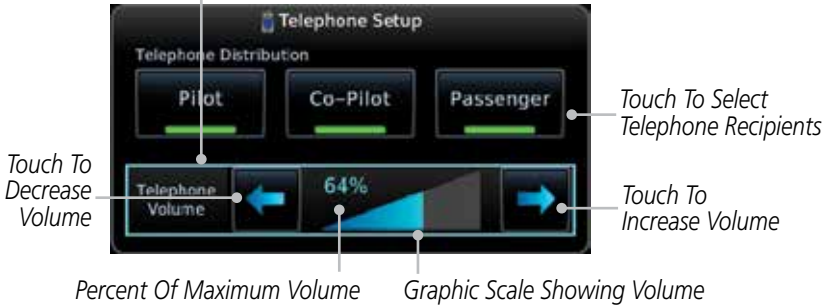 Telephone Setup
Telephone Distribution
Pilot
Co-Pilot
Passenger
Touch To Select
Telephone Recipients
Touch To
Decrease
Volume
Telephone
Volume
64%
Touch To
Increase Volume
Percent Of Maximum Volume
Graphic Scale Showing Volume